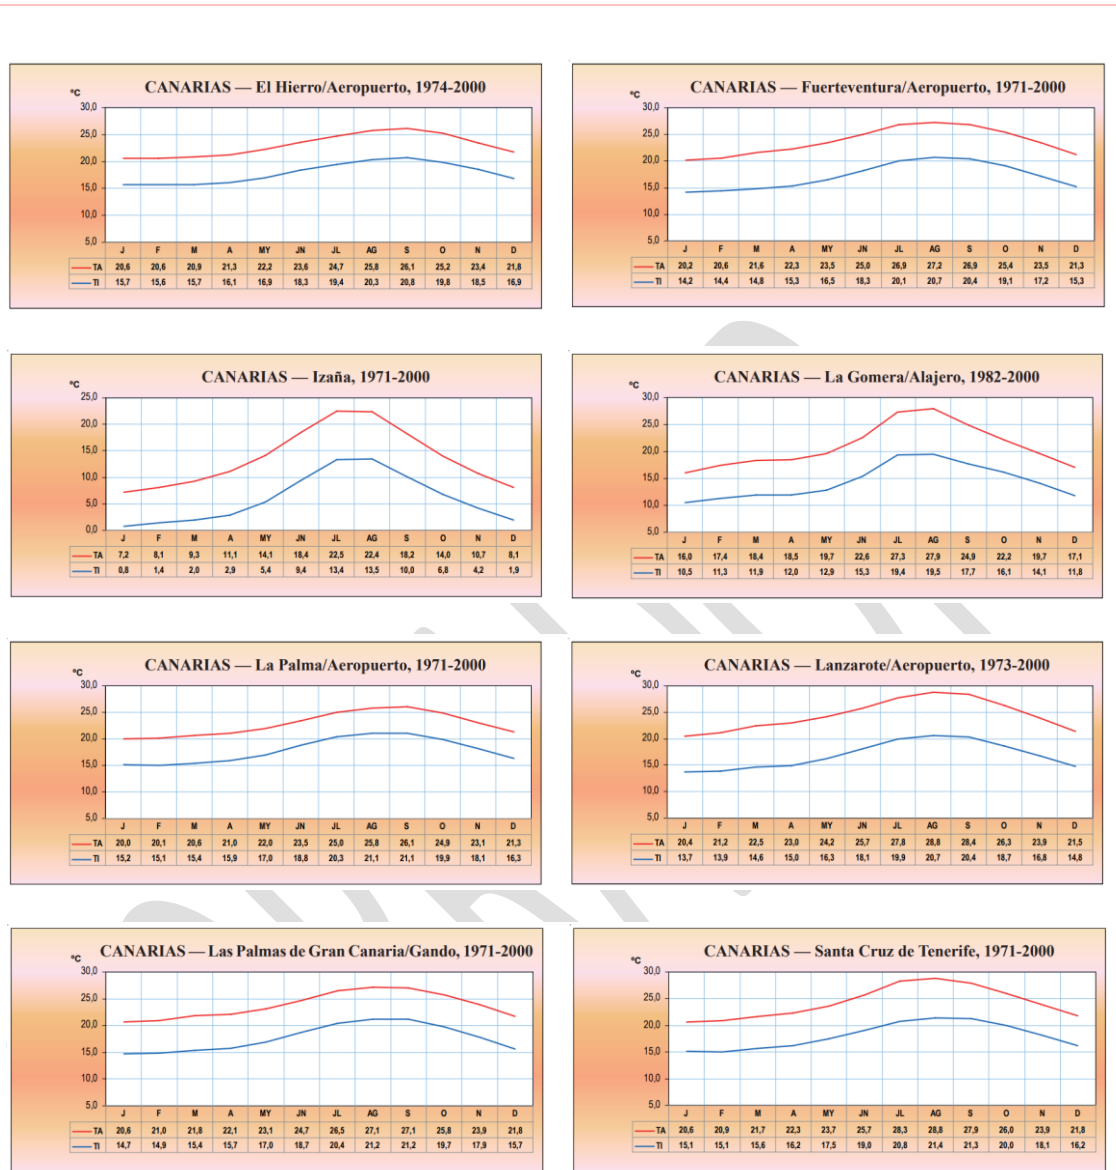 CANARIAS — El Hierro/Aeropuerto, 1974-2000
ºC
30,0
25,0
20,0
15,0
10,0
5,0
J F M A MY JN JL AG S O N D
TA 20,6 20,6 20,9 21,3 22,2 23,6 24,7 25,8 26,1 25,2 23,4 21,8
TI 15,7 15,6 15,7 16,1 16,9 18,3 19,4 20,3 20,8 19,8 18,5 16,9
CANARIAS — Fuerteventura/Aeropuerto, 1971-2000
ºC
30,0
25,0
20,0
15,0
10,0
5,0
J F M A MY JN JL AG S O N D
TA 20,2 20,6 21,6 22,3 23,5 25,0 26,9 27,2 26,9 25,4 23,5 21,3
TI 14,2 14,4 14,8 15,3 16,5 18,3 20,1 20,7 20,4 19,1 17,2 15,3
CANARIAS — Izaña, 1971-2000
ºC
25,0
20,0
15,0
10,0
5,0
0,0
J F M A MY JN JL AG S O N D
TA 7,2 8,1 9,3 11,1 14,1 18,4 22,5 22,4 18,2 14,0 10,7 8,1
TI 0,8 1,4 2,0 2,9 5,4 9,4 13,4 13,5 10,0 6,8 4,2 1,9
CANARIAS — La Gomera/Alajero, 1982-2000
ºC
30,0
25,0
20,0
15,0
10,0
5,0
J F M A MY JN JL AG S O N D
TA 16,0 17,4 18,4 18,5 19,7 22,6 27,3 27,9 24,9 22,2 19,7 17,1
TI 10,5 11,3 11,9 12,0 12,9 15,3 19,4 19,5 17,7 16,1 14,1 11,8
CANARIAS — La Palma/Aeropuerto, 1971-2000
ºC
30,0
25,0
20,0
15,0
10,0
5,0
J F M A MY JN JL AG S O N D
TA 20,0 20,1 20,6 21,0 22,0 23,5 25,0 25,8 26,1 24,9 23,1 21,3
TI 15,2 15,1 15,4 15,9 17,0 18,8 20,3 21,1 21,1 19,9 18,1 16,3
CANARIAS — Lanzarote/Aeropuerto, 1973-2000
ºC
30,0
25,0
20,0
15,0
10,0
5,0
J F M A MY JN JL AG S O N D
TA 20,4 21,2 22,5 23,0 24,2 25,7 27,8 28,8 28,4 26,3 23,9 21,5
TI 13,7 13,9 14,6 15,0 16,3 18,1 19,9 20,7 20,4 18,7 16,8 14,8
CANARIAS — Las Palmas de Gran Canaria/Gando, 1971-2000
ºC
30,0
25,0
20,0
15,0
10,0
5,0
J F M A MY JN JL AG S O N D
TA 20,6 21,0 21,8 22,1 23,1 24,7 26,5 27,1 27,1 25,8 23,9 21,8
TI 14,7 14,9 15,4 15,7 17,0 18,7 20,4 21,2 21,2 19,7 17,9 15,7
CANARIAS — Santa Cruz de Tenerife, 1971-2000
ºC
30,0
25,0
20,0
15,0
10,0
5,0
J F M A MY JN JL AG S O N D
TA 20,6 20,9 21,7 22,3 23,7 25,7 28,3 28,8 27,9 26,0 23,9 21,8
TI 15,1 15,1 15,6 16,2 17,5 19,0 20,8 21,4 21,3 20,0 18,1 16,2